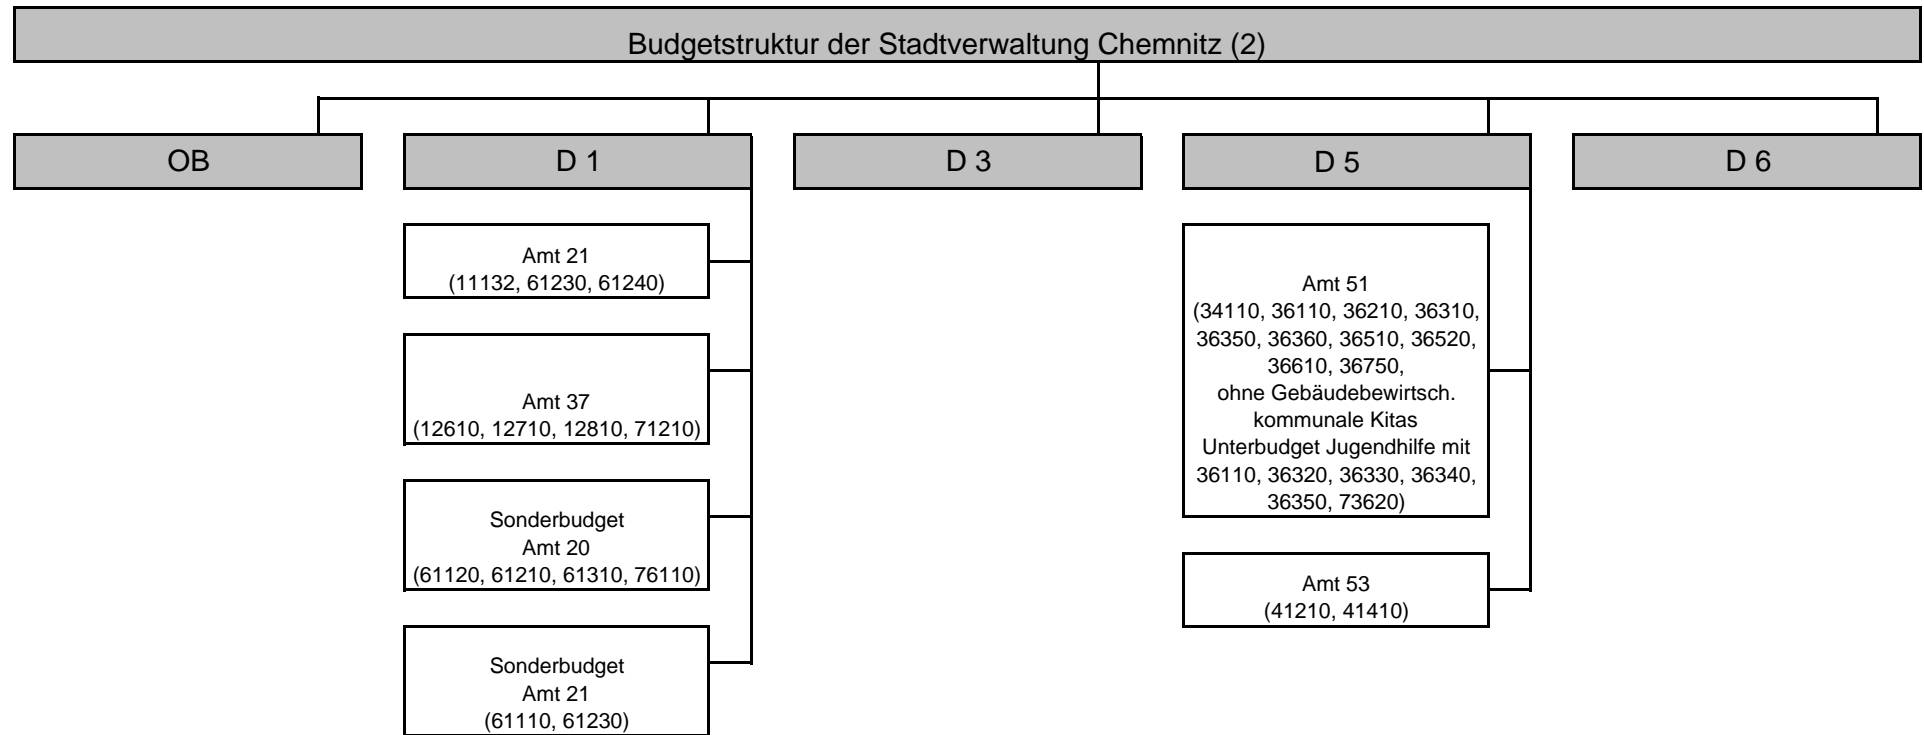 Budgetstruktur der Stadtverwaltung Chemnitz (2)
OB
D 1
D 3
D 5
D 6
Amt 21
(11132, 61230, 61240)
Amt 37
(12610, 12710, 12810, 71210)
Sonderbudget
Amt 20
(61120, 61210, 61310, 76110)
Sonderbudget
Amt 21
(61110, 61230)
Amt 51
(34110, 36110, 36210, 36310,
36350, 36360, 36510, 36520,
36610, 36750,
ohne Gebäudebewirtsch.
kommunale Kitas
Unterbudget Jugendhilfe mit
36110, 36320, 36330, 36340,
36350, 73620)
Amt 53
(41210, 41410)